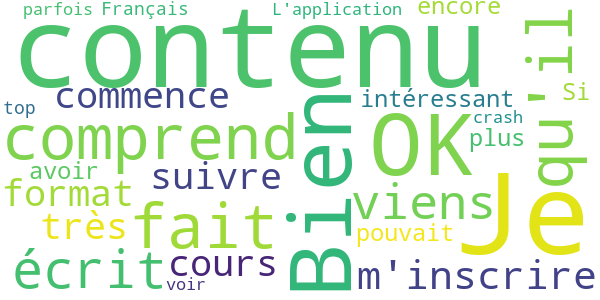 parfois Français L'application encore
contenu
qu'il
commence
Bien
intéressant
Si
top
comprend
OK
crash
plus
avoir
suivre
Je
format
viens
très
fait
pouvait
écrit
cours
m'inscrire
voir